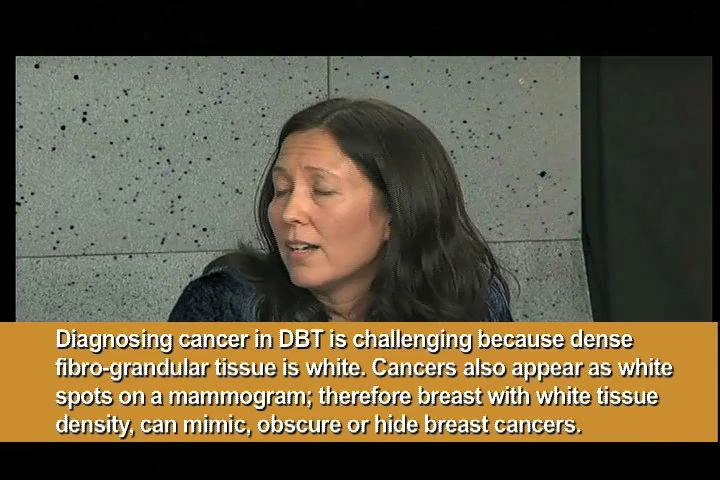 Diagnosing cancer in DBT is challenging because dense
fibro-grandular tissue is white. Cancers also appear as white
spots on a mammogram; therefore breast with white tissue
density, can mimic, obscure or hide breast cancers.